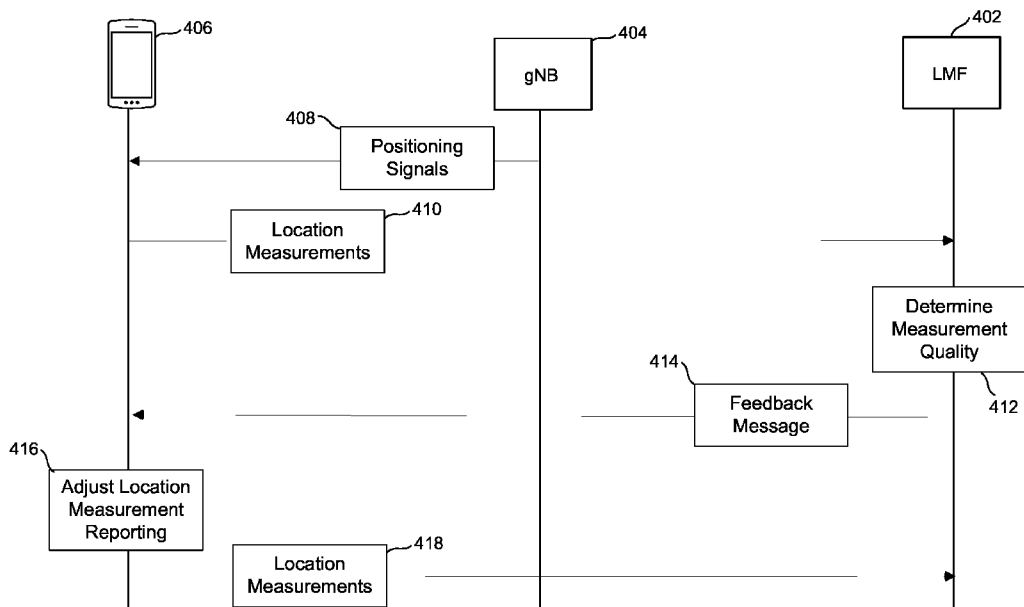 406
404
gNB
402
LMF
408
Positioning
Signals
410
Location
Measurements
Determine
Measurement
Quality
412
414
Feedback
Message
416
Adjust Location
Measurement
Reporting
418
Location
Measurements